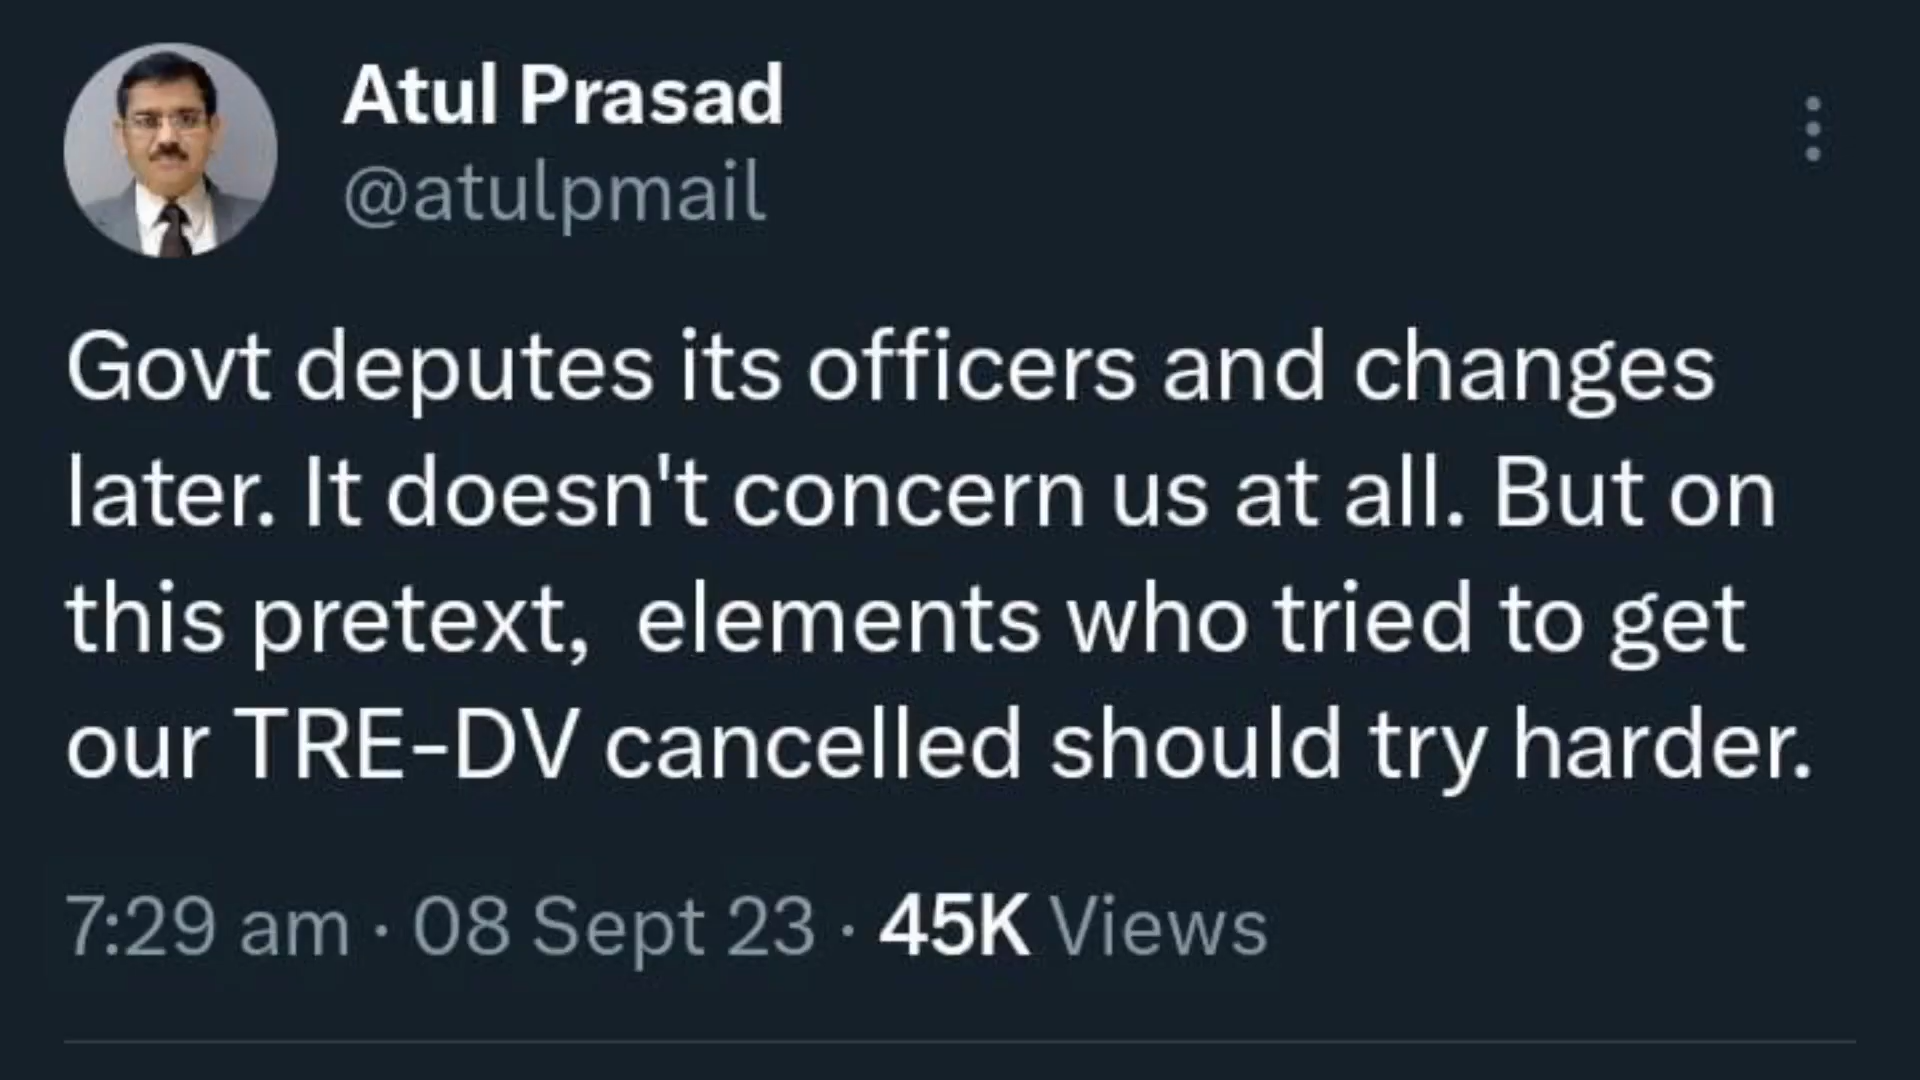 Atul Prasad
@atulpmail
Govt deputes its officers and changes
later. It doesn't concern us at all. But on
this pretext,  elements who tried to get
our TRE-DV cancelled should try harder.
7:29 am · 08 Sept 23 · 45K Views